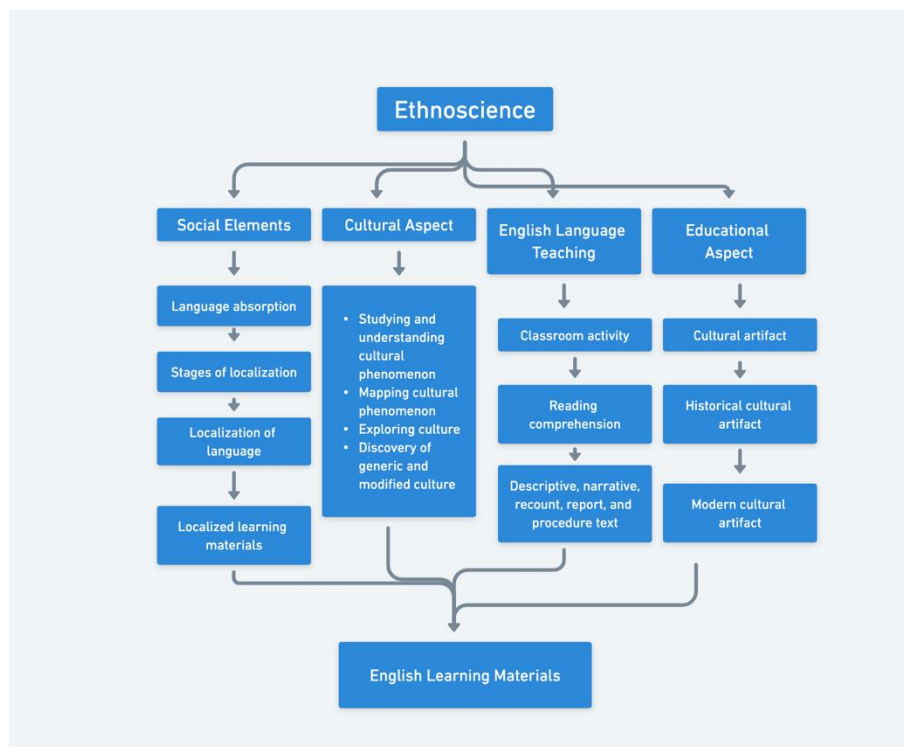 Ethnoscience
Social Elements
Cultural Aspect
English Language
Teaching
Educational
Aspect
Language absorption
Stages of localization
Localization of
language
Localized learning
materials
• Studying and
understanding
cultural
phenomenon
• Mapping cultural
phenomenon
• Exploring culture
• Discovery of
generic and
modified culture
Classroom activity
Reading
comprehension
Descriptive, narrative,
recount, report, and
procedure text
Cultural artifact
Historical cultural
artifact
Modern cultural
artifact
English Learning Materials